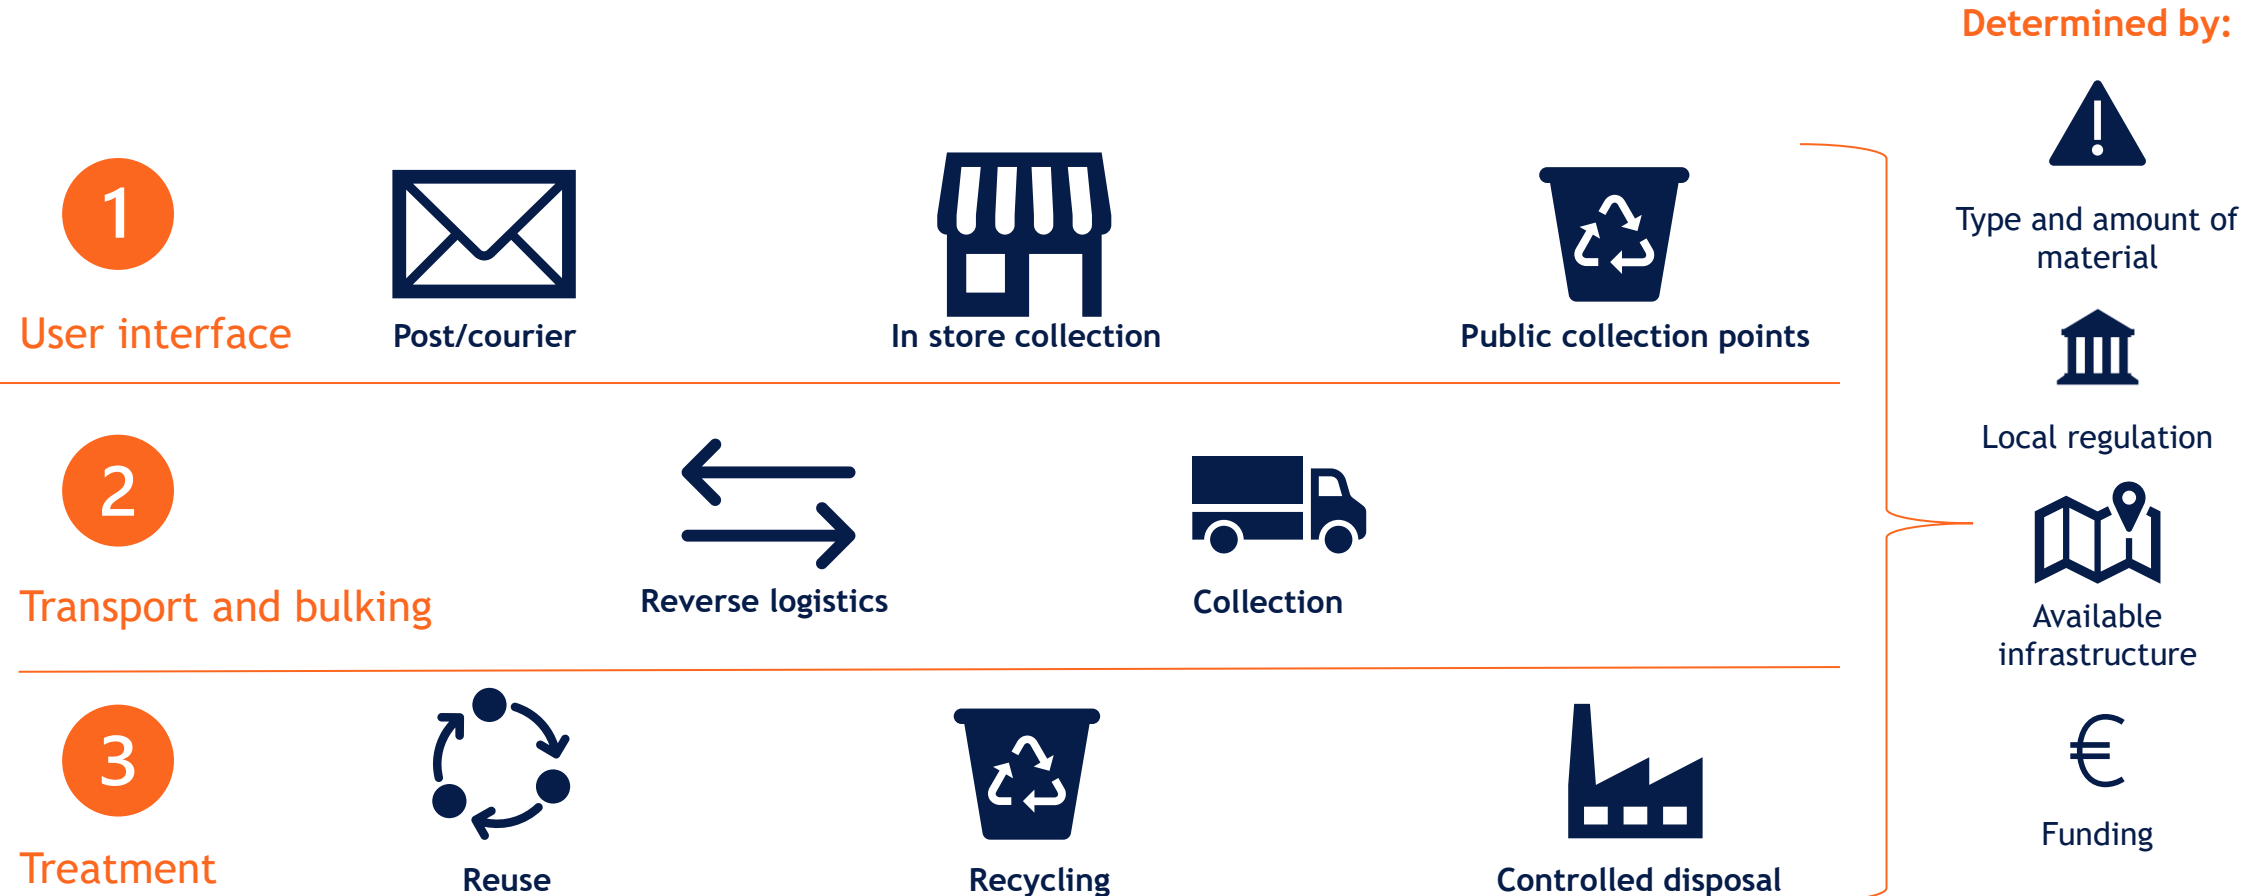 Determined by:
1
User interface
Post/courier
In store collection
Public collection points
2
Transport and bulking
Reverse logistics
Collection
3
Treatment
Reuse
Recycling
Controlled disposal
Type and amount of
material
Local regulation
Available
infrastructure
€
Funding